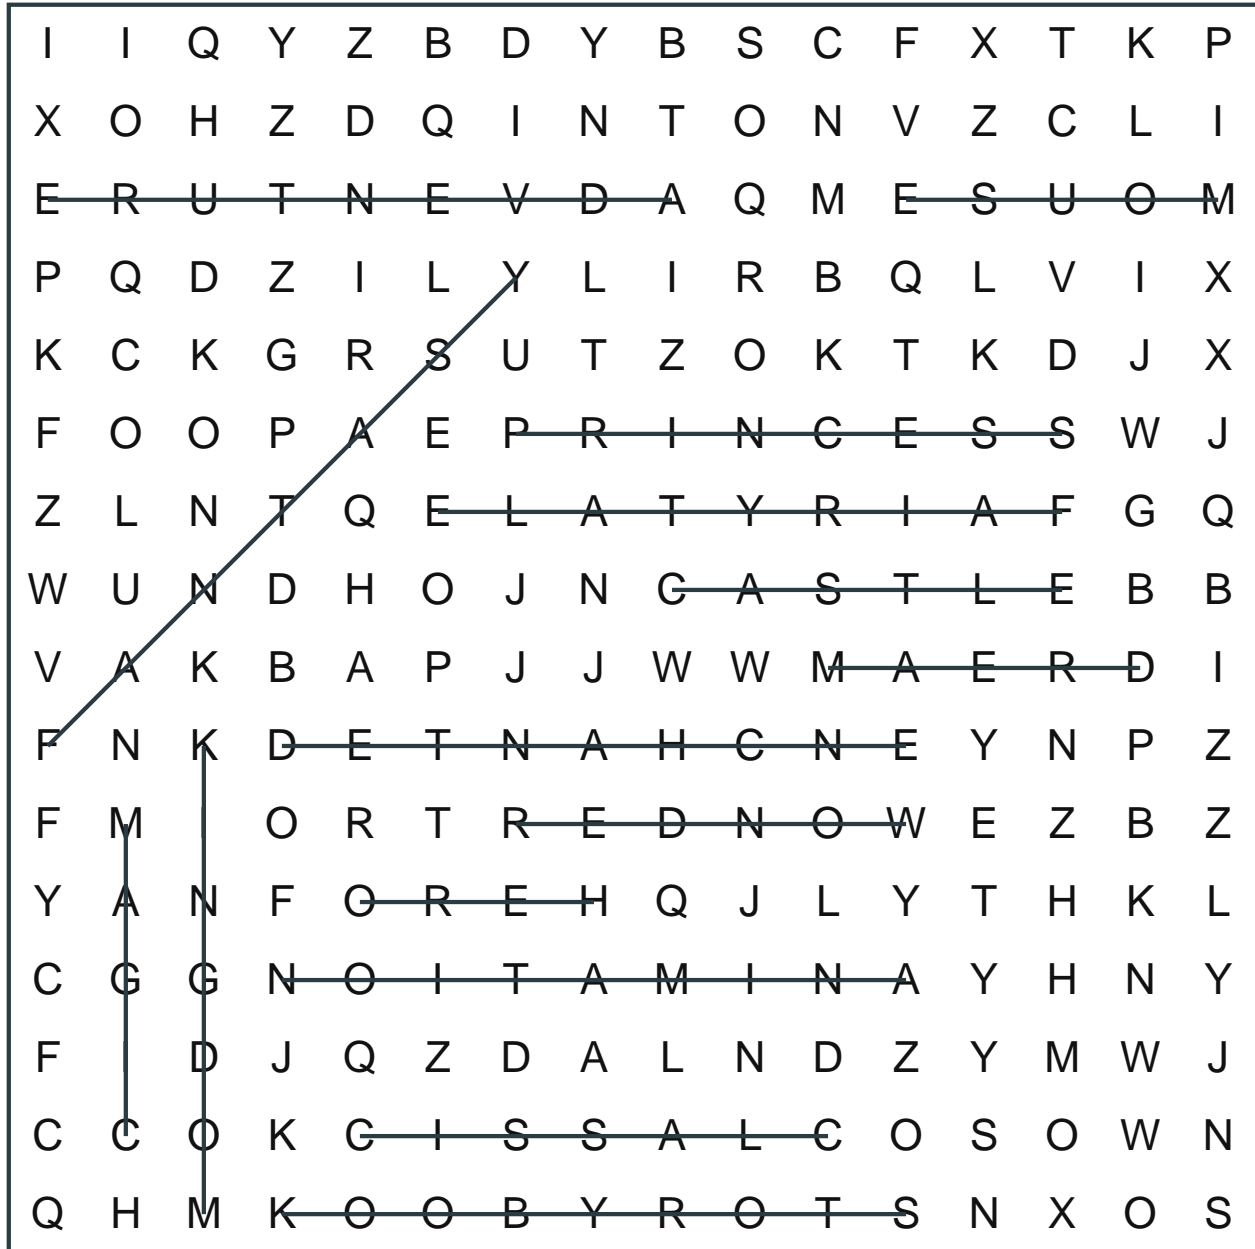 I I Q Y Z B D Y B S C F X T K P
X O H Z D Q I N T O N V Z C L I
E R U T N E V D A Q M E S U O M
P Q D Z I L Y L I R B Q L V I X
K C K G R S U T Z O K T K D J X
F O O P A E P R I N C E S S W J
Z L N T Q E L A T Y R I A F G Q
W U N D H O J N C A S T L E B B
V A K B A P J J W W M A E R D I
F N K D E T N A H C N E Y N P Z
F M I O R T R E D N O W E Z B Z
Y A N F O R E H Q J L Y T H K L
C G G N O I T A M I N A Y H N Y
F I D J Q Z D A L N D Z Y M W J
C C O K C I S S A L C O S O W N
Q H M K O O B Y R O T S N X O S